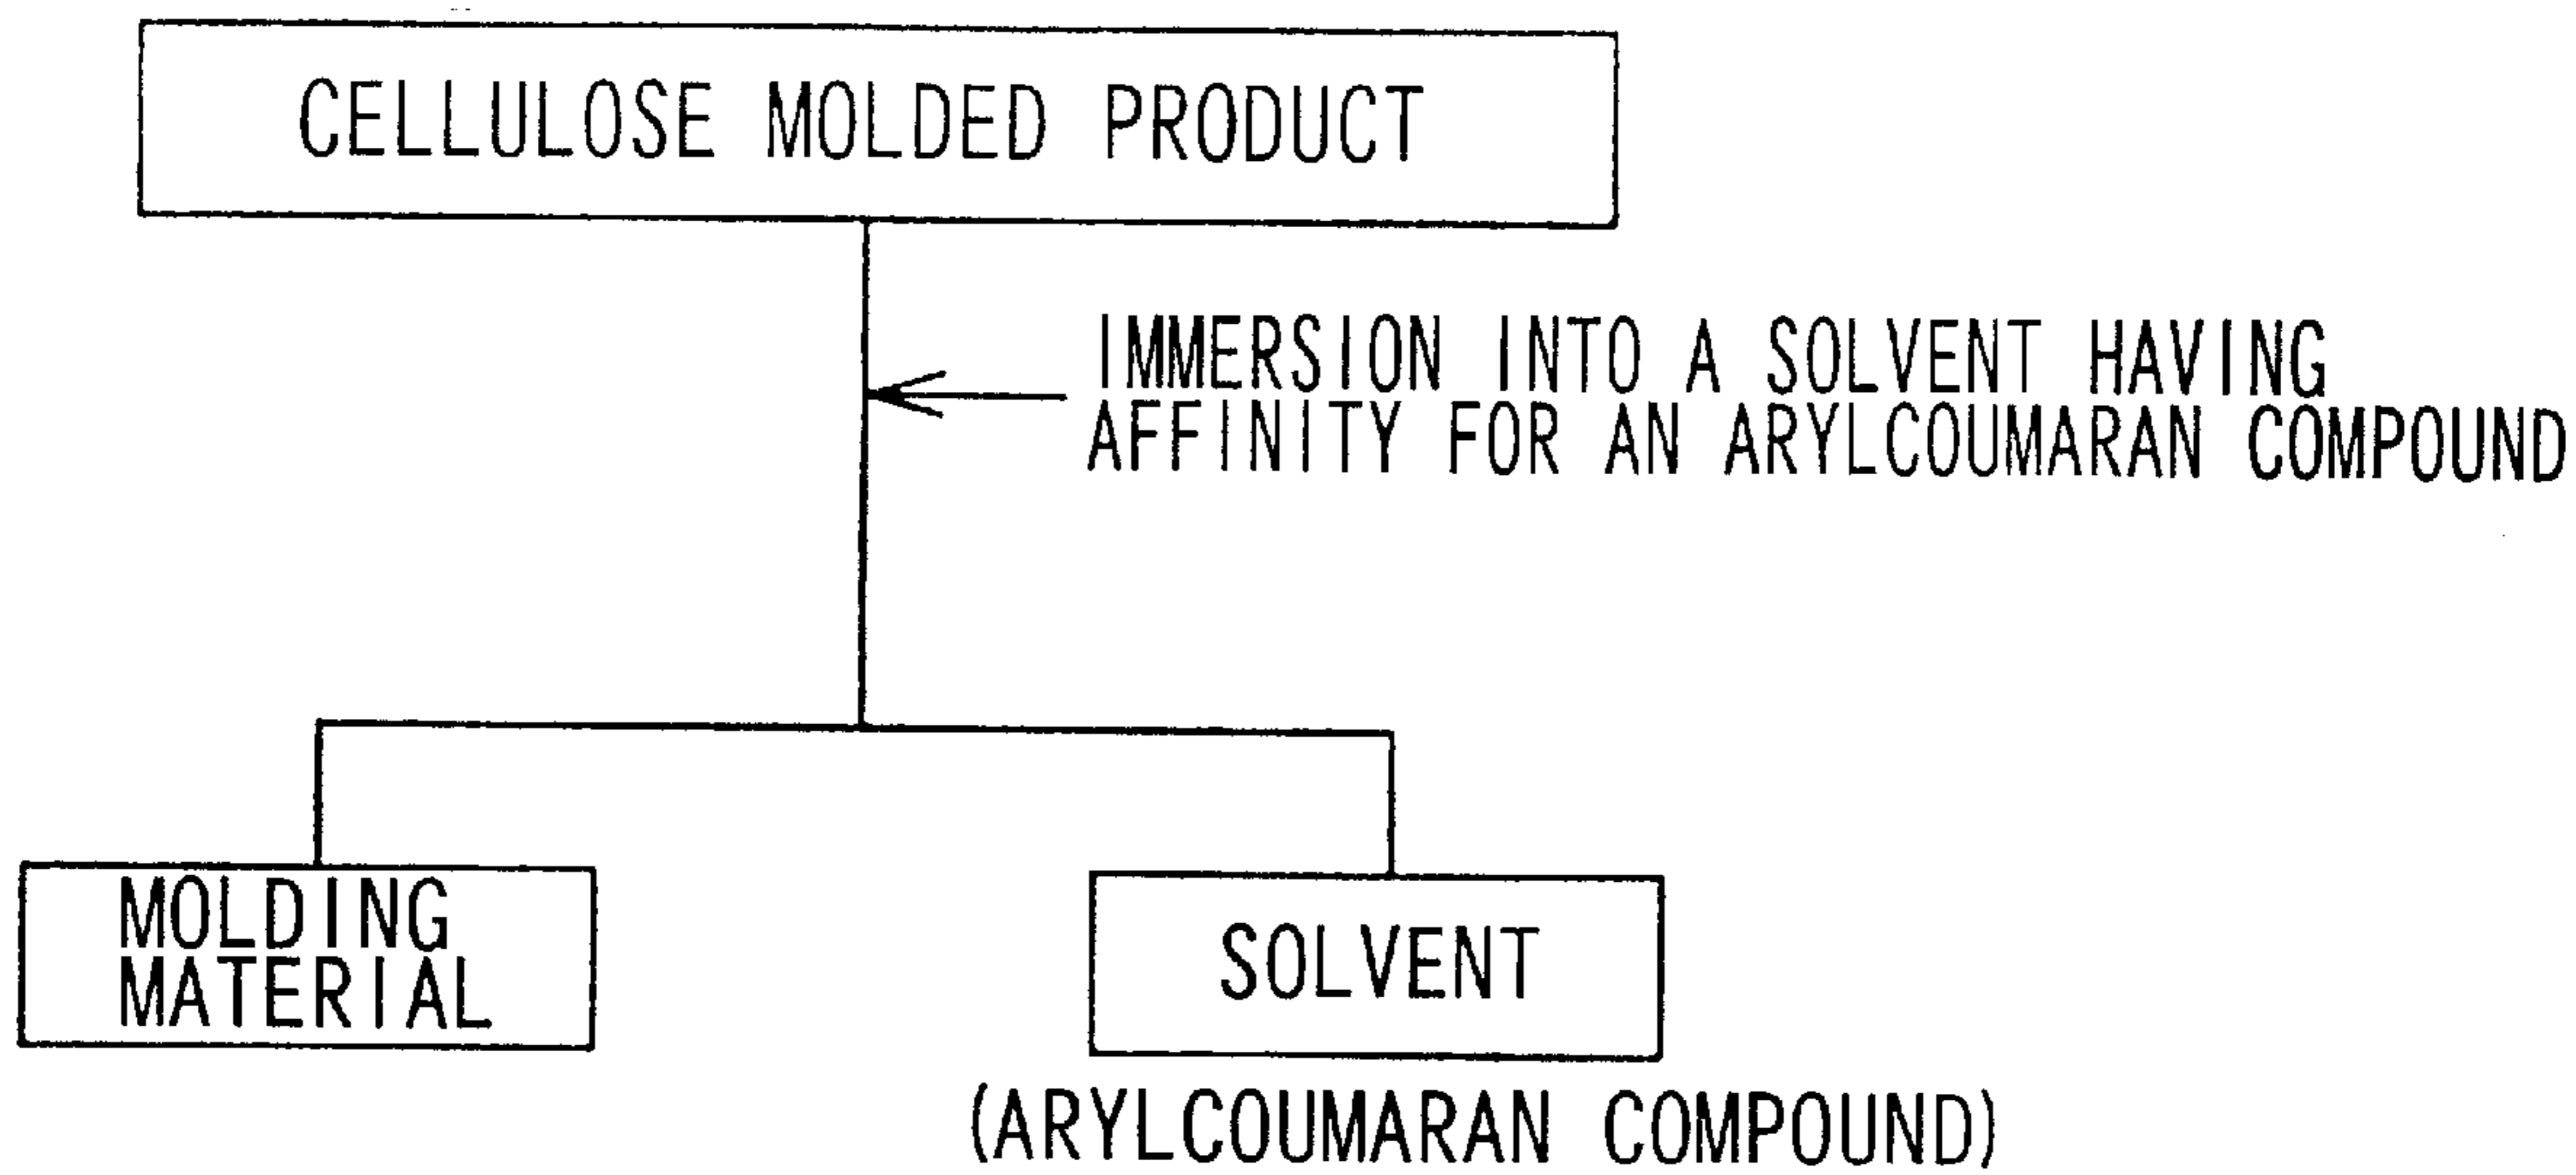 CELLULOSE MOLDED PRODUCT
IMMERSION INTO A SOLVENT HAVING
AFFINITY FOR AN ARYLCOUMARAN COMPOUND
MOLDING
MATERIAL
SOLVENT
(ARYLCOUMARAN COMPOUND)